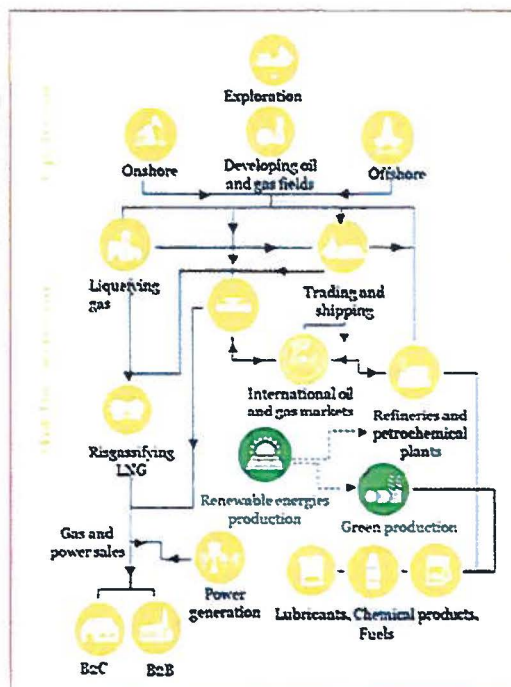 Exploration
Onshore
Developing oil
and gas fields
Offshore
Liquefying
gas
Trading and
shipping
International oil
and gas markets
Refineries and
petrochemical
plants
Risgassifying
LNG
Renewable energies
production
Green production
Gas and
power sales
Power
generation
Lubricants, Chemical products,
Fuels
B2C
B2B